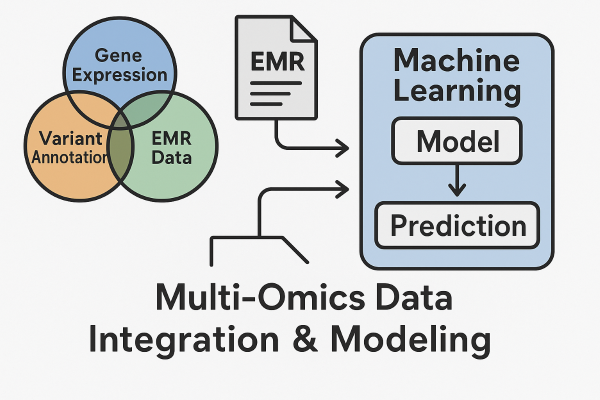 Gene
Expression
Variant
Annotation
EMR
Data
EMR
Machine
Learning
Model
Prediction
Multi-Omics Data
Integration & Modeling